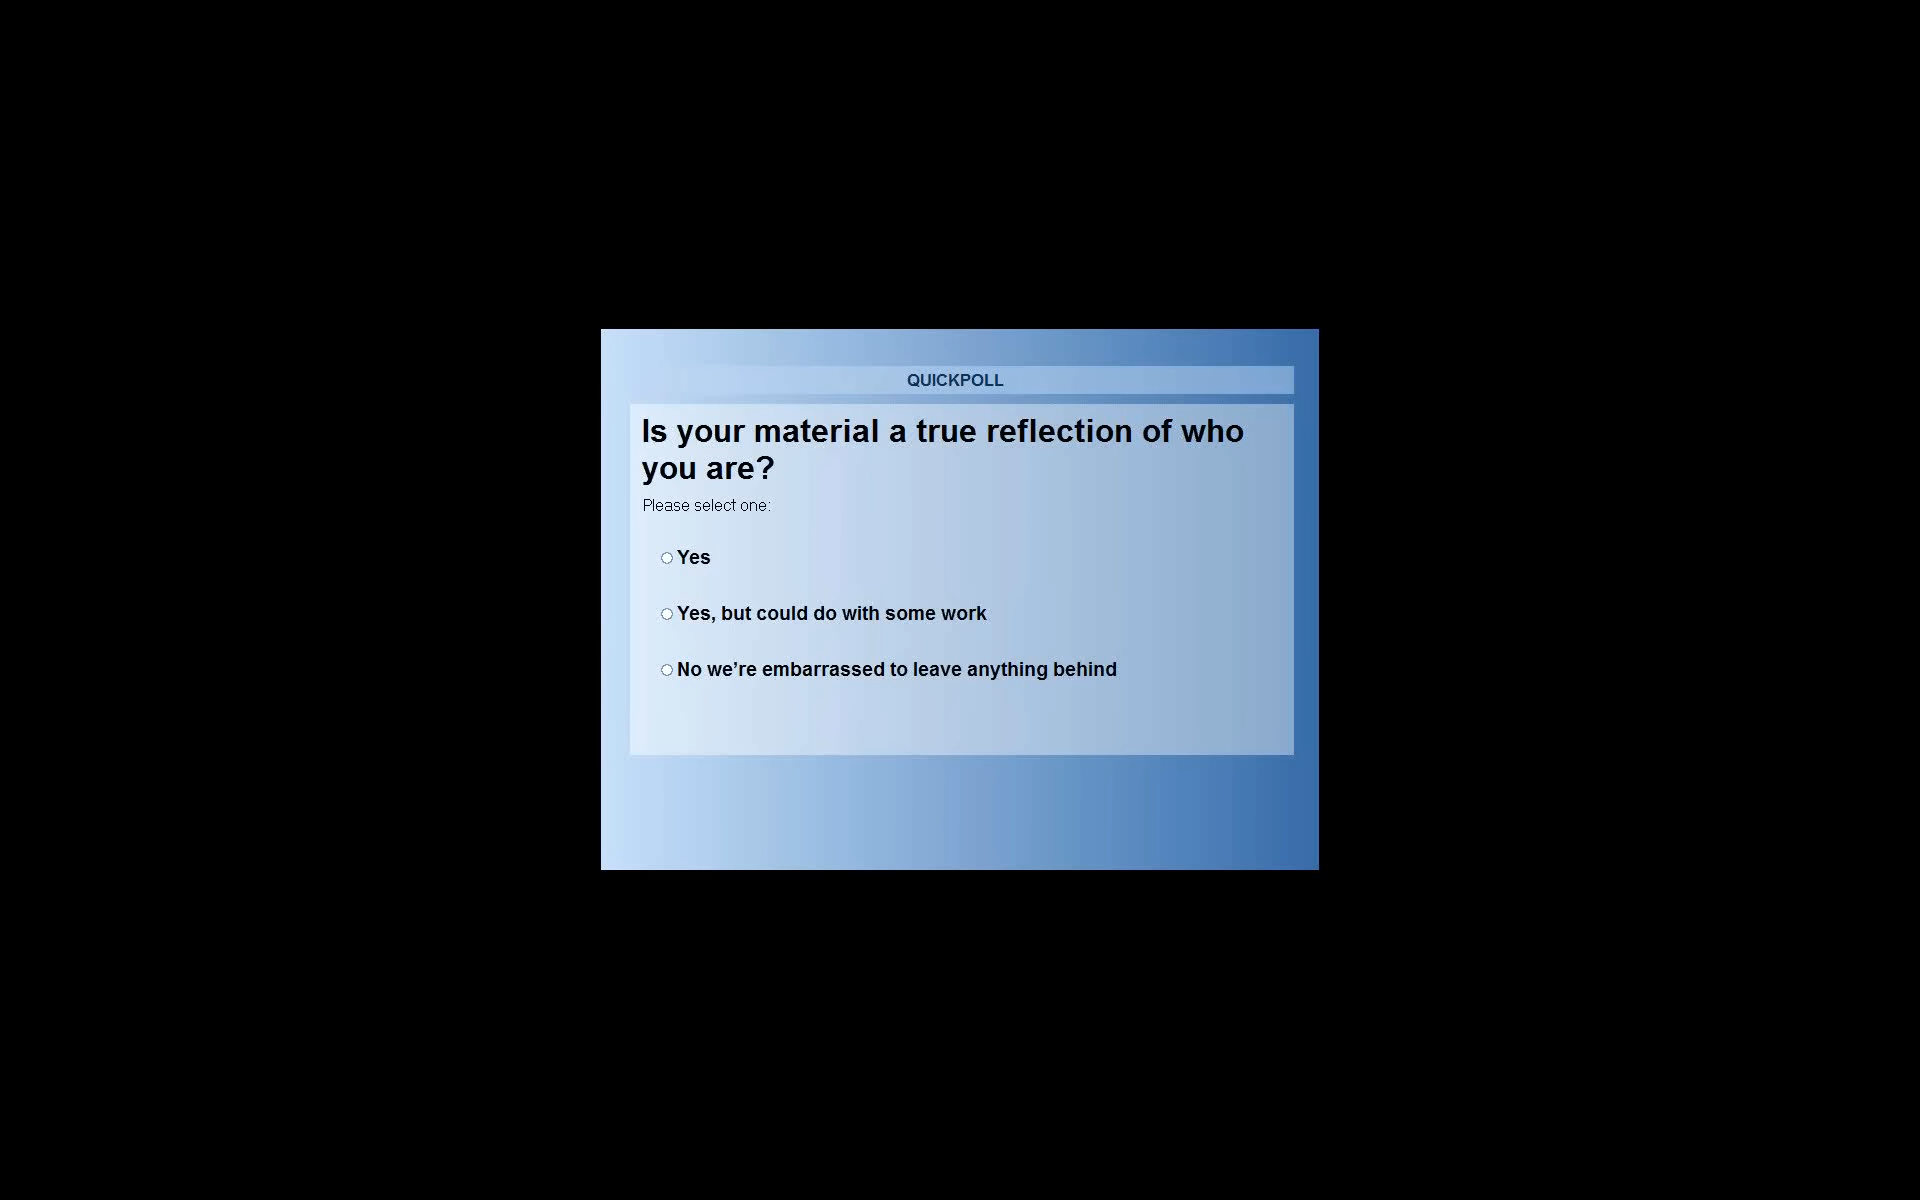 QUICKPOLL
Is your material a true reflection of who
you are?
Please select one:
Yes
Yes, but could do with some work
No we’re embarrassed to leave anything behind